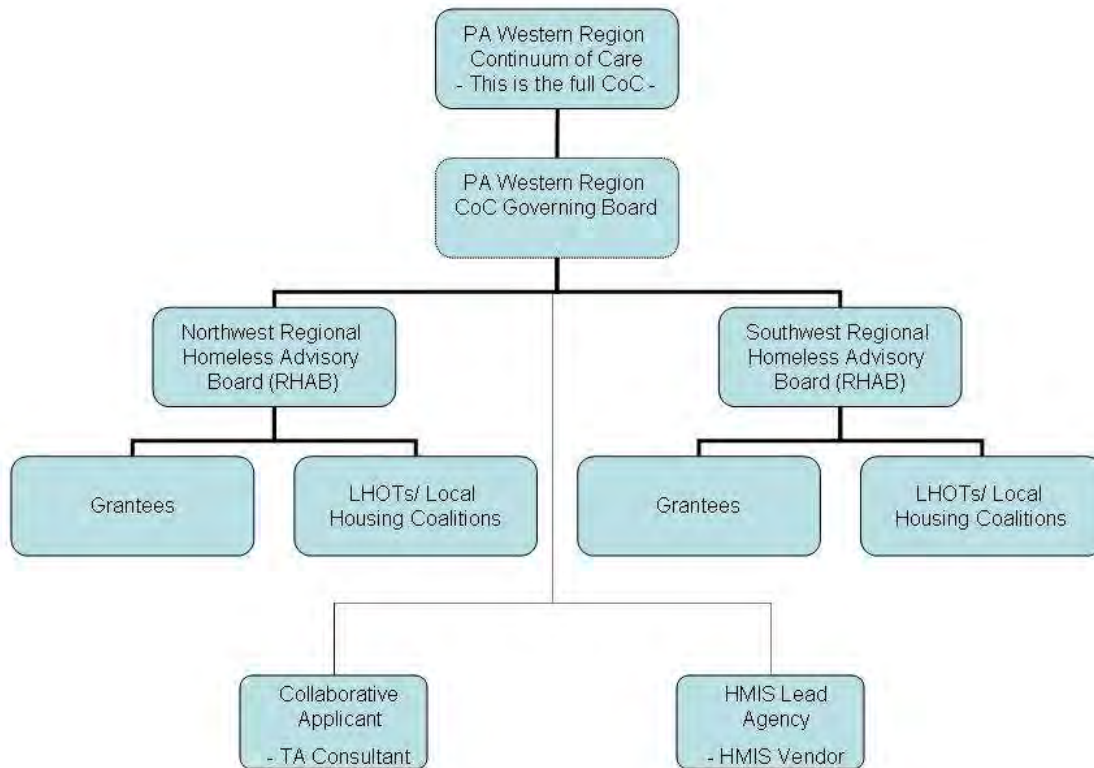 PA Western Region
Continuum of Care
- This is the full CoC -
PA Western Region
CoC Governing Board
Northwest Regional
Homeless Advisory
Board (RHAB)
Southwest Regional
Homeless Advisory
Board (RHAB)
Grantees
LHOTs/ Local
Housing Coalitions
Grantees
LHOTs/ Local
Housing Coalitions
Collaborative
Applicant
- TA Consultant
HMIS Lead
Agency
- HMIS Vendor